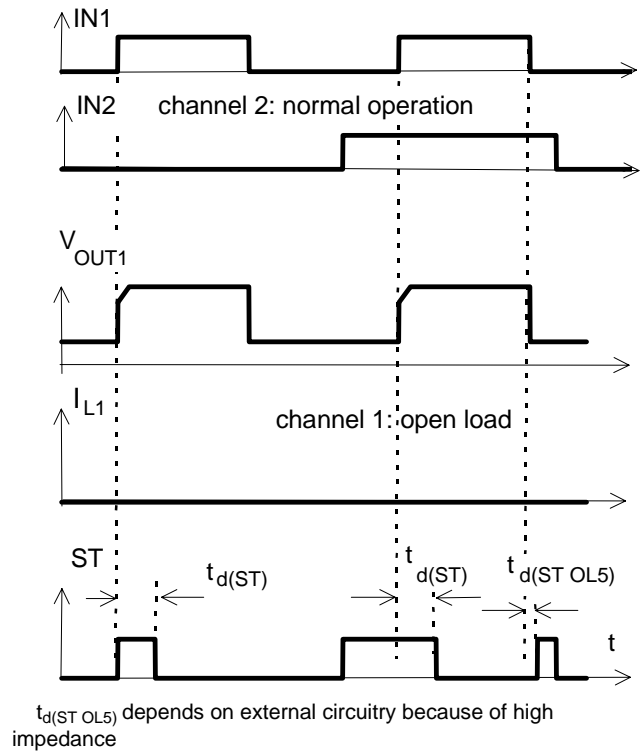 IN1
IN2
channel 2: normal operation
VOUT1
IL1
channel 1: open load
ST
td(ST)
td(ST)
td(ST OL5)
t
td(ST OL5) depends on external circuitry because of high
impedance